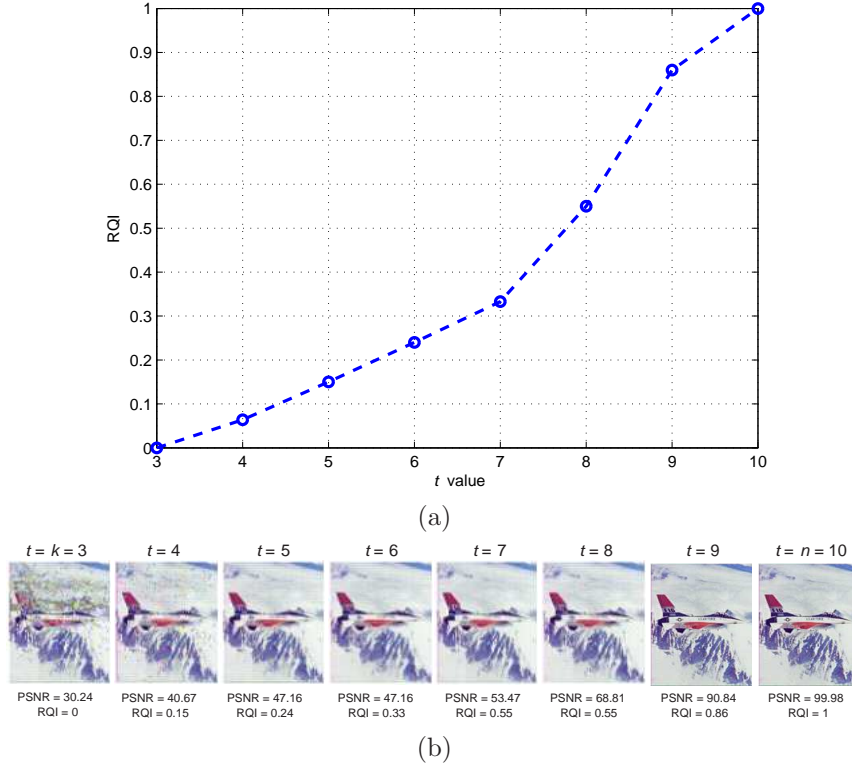 1
0.9
0.8
0.7
0.6
0.5
0.4
0.3
0.2
0.1
0
RQI
3 4 5 6 7 8 9 10
t value
(a)
t = k = 3 t = 4 t = 5 t = 6 t = 7 t = 8 t = 9 t = n = 10
PSNR = 30.24 PSNR = 40.67 PSNR = 47.16 PSNR = 47.16 PSNR = 53.47 PSNR = 68.81 PSNR = 90.84 PSNR = 99.98
RQI = 0 RQI = 0.15 RQI = 0.24 RQI = 0.33 RQI = 0.55 RQI = 0.55 RQI = 0.86 RQI = 1
(b)